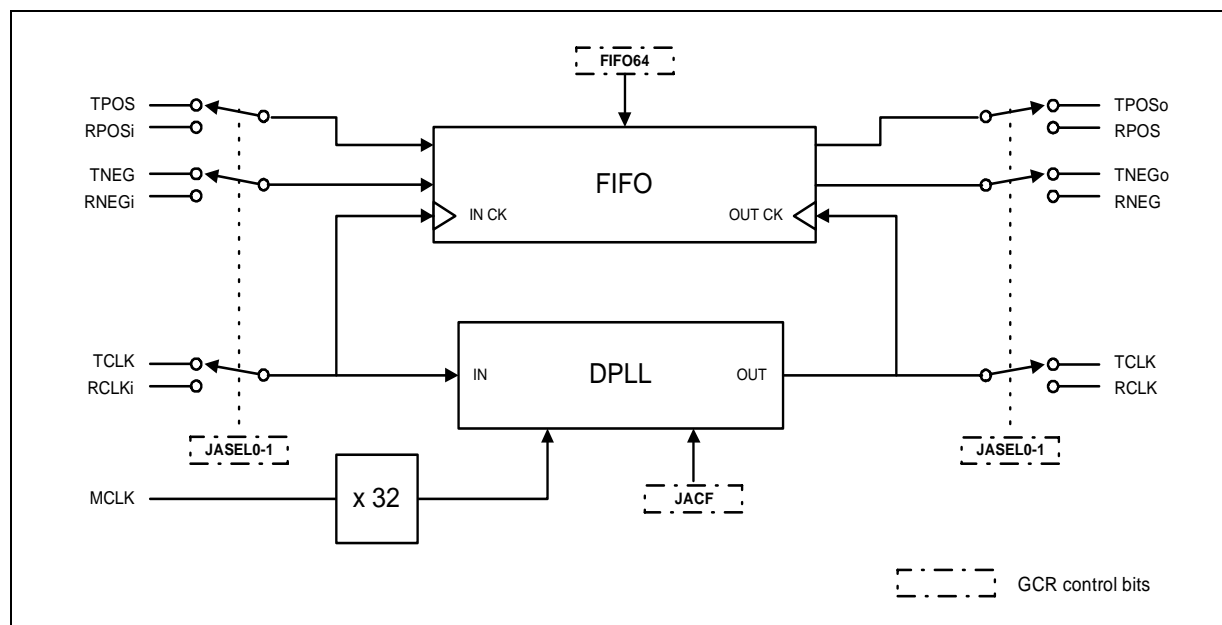 FIFO64
TPOS
RPOSi
TNEG
RNEGi
FIFO
IN CK
OUT CK
TPOSo
RPOS
TNEGo
RNEG
TCLK
RCLKi
IN
DPLL
OUT
TCLK
RCLK
JASEL0-1
JASEL0-1
MCLK
x 32
JACF
GCR control bits